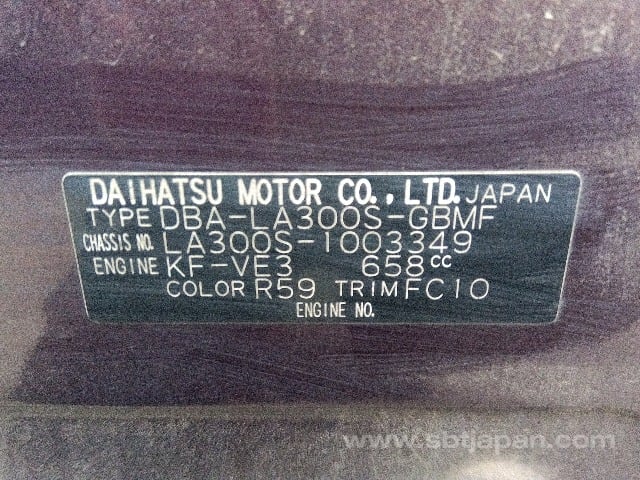 DAIHATSU MOTOR CO., LTD. JAPAN
TYPE DBA-LA300S-GBMF
CHASSIS NO. LA300S-1003349
ENGINE KF-VE3 658cc
COLOR R59 TRIM FC10
ENGINE NO.
www.sbtjapan.com